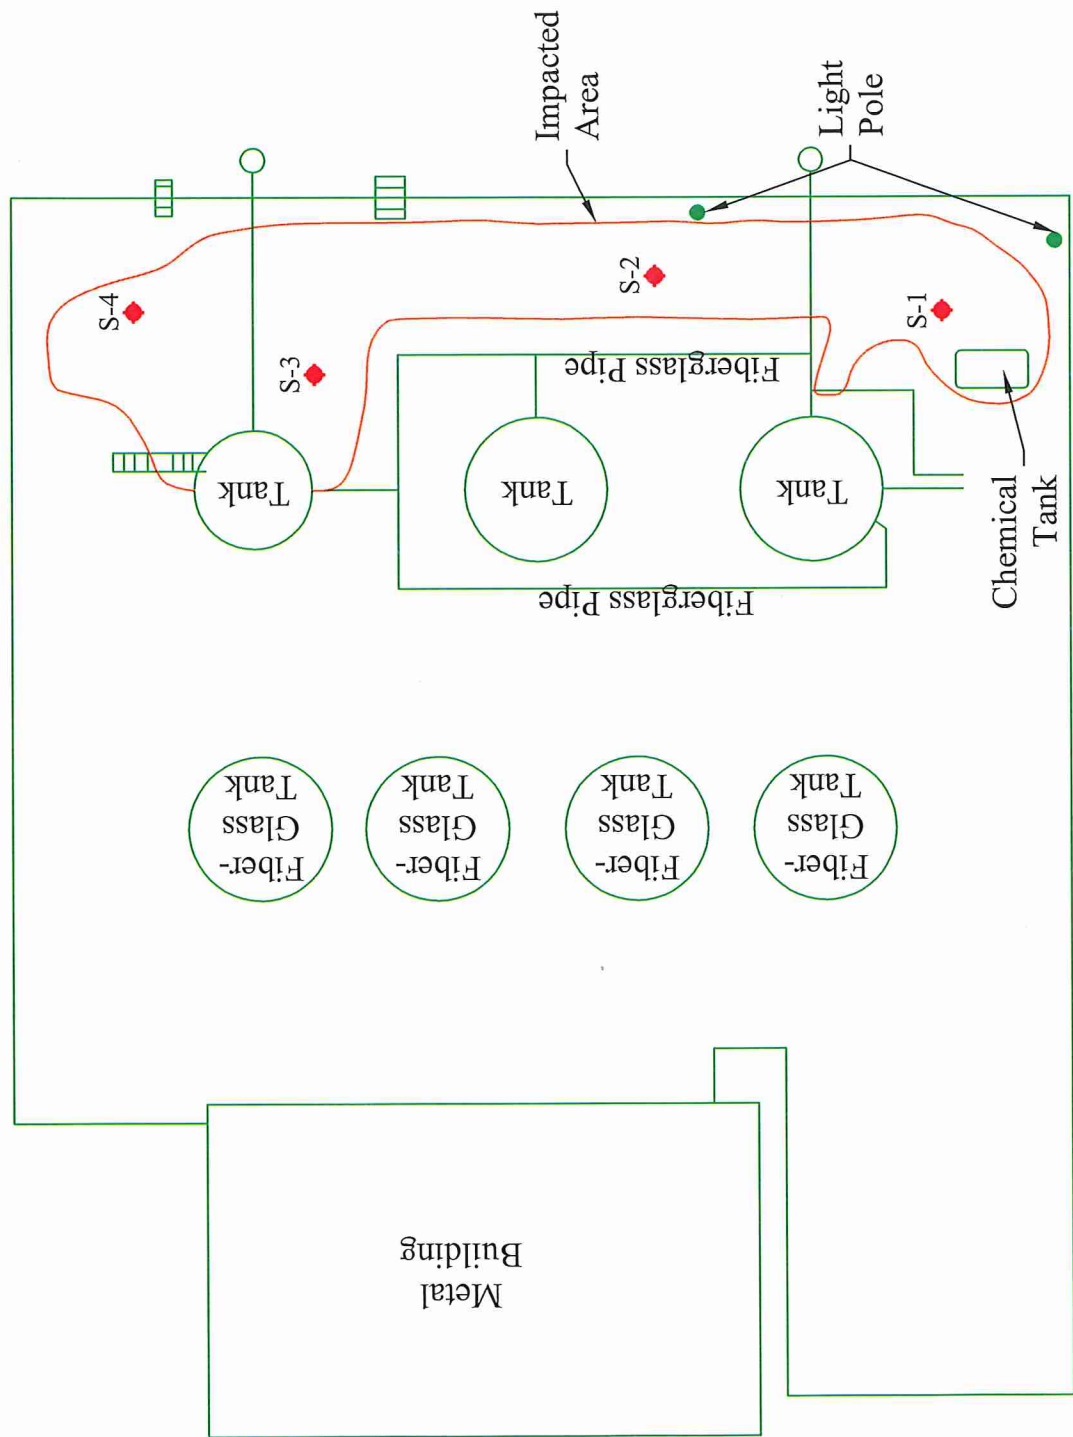 Impacted
Area
Light
Pole
S-4
S-3
S-2
S-1
Tank
Tank
Tank
Fiberglass Pipe
Fiberglass Pipe
Chemical
Tank
Fiber-
Glass
Tank
Fiber-
Glass
Tank
Fiber-
Glass
Tank
Fiber-
Glass
Tank
Metal
Building